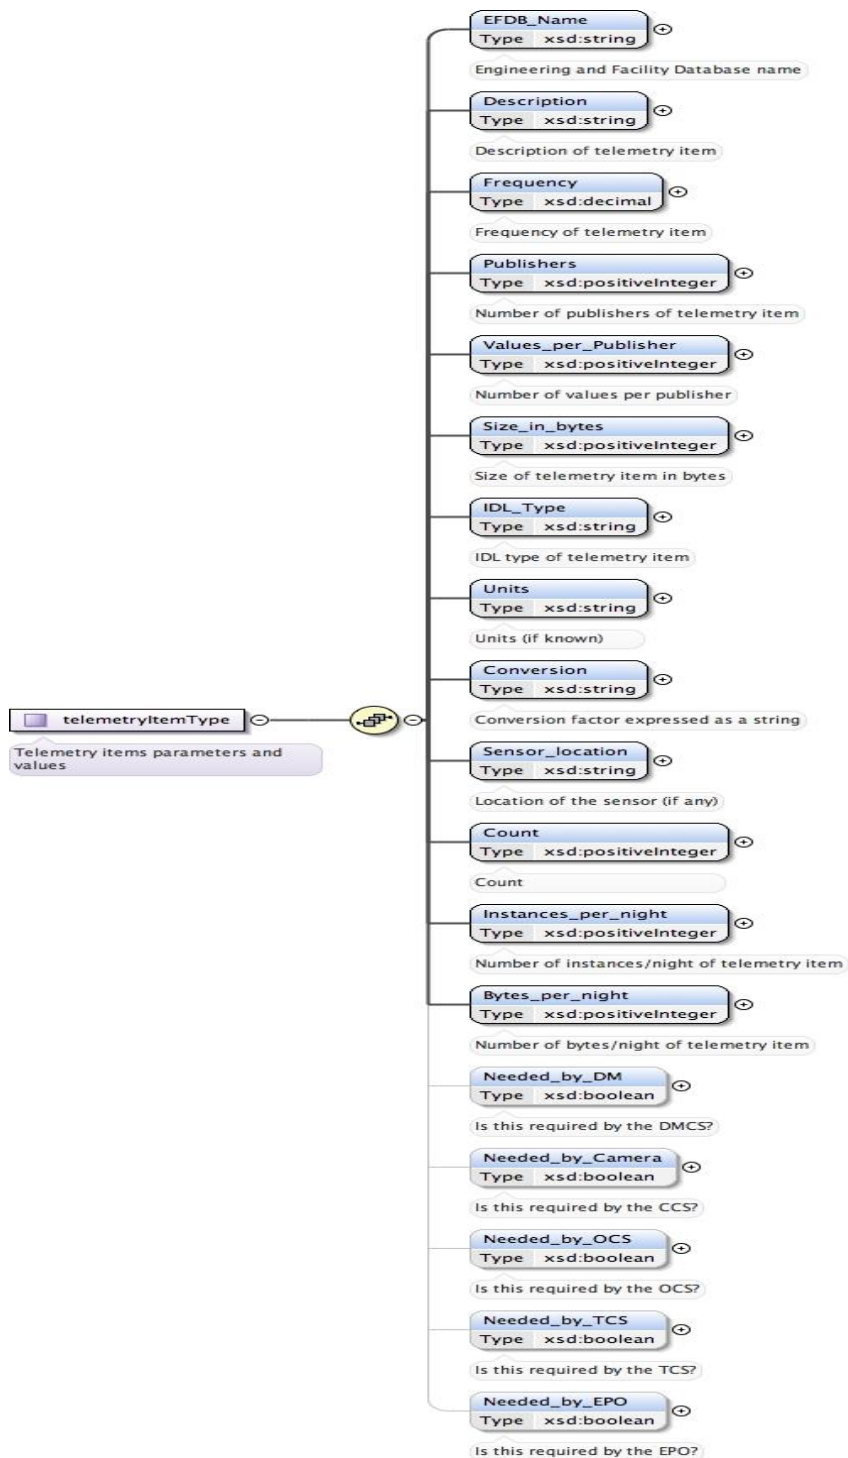 EFDB_Name
Type xsd:string
Engineering and Facility Database name
Description
Type xsd:string
Description of telemetry item
Frequency
Type xsd:decimal
Frequency of telemetry item
Publishers
Type xsd:positiveInteger
Number of publishers of telemetry item
Values_per_Publisher
Type xsd:positiveInteger
Number of values per publisher
Size_in_bytes
Type xsd:positiveInteger
Size of telemetry item in bytes
IDL_Type
Type xsd:string
IDL type of telemetry item
Units
Type xsd:string
Units (if known)
Conversion
Type xsd:string
telemetryItemType
Telemetry items parameters and
values
Conversion factor expressed as a string
Sensor_location
Type xsd:string
Location of the sensor (if any)
Count
Type xsd:positiveInteger
Count
Instances_per_night
Type xsd:positiveInteger
Number of instances/night of telemetry item
Bytes_per_night
Type xsd:positiveInteger
Number of bytes/night of telemetry item
Needed_by_DM
Type xsd:boolean
Is this required by the DMCS?
Needed_by_Camera
Type xsd:boolean
Is this required by the CCS?
Needed_by_OCS
Type xsd:boolean
Is this required by the OCS?
Needed_by_TCS
Type xsd:boolean
Is this required by the TCS?
Needed_by_EPO
Type xsd:boolean
Is this required by the EPO?